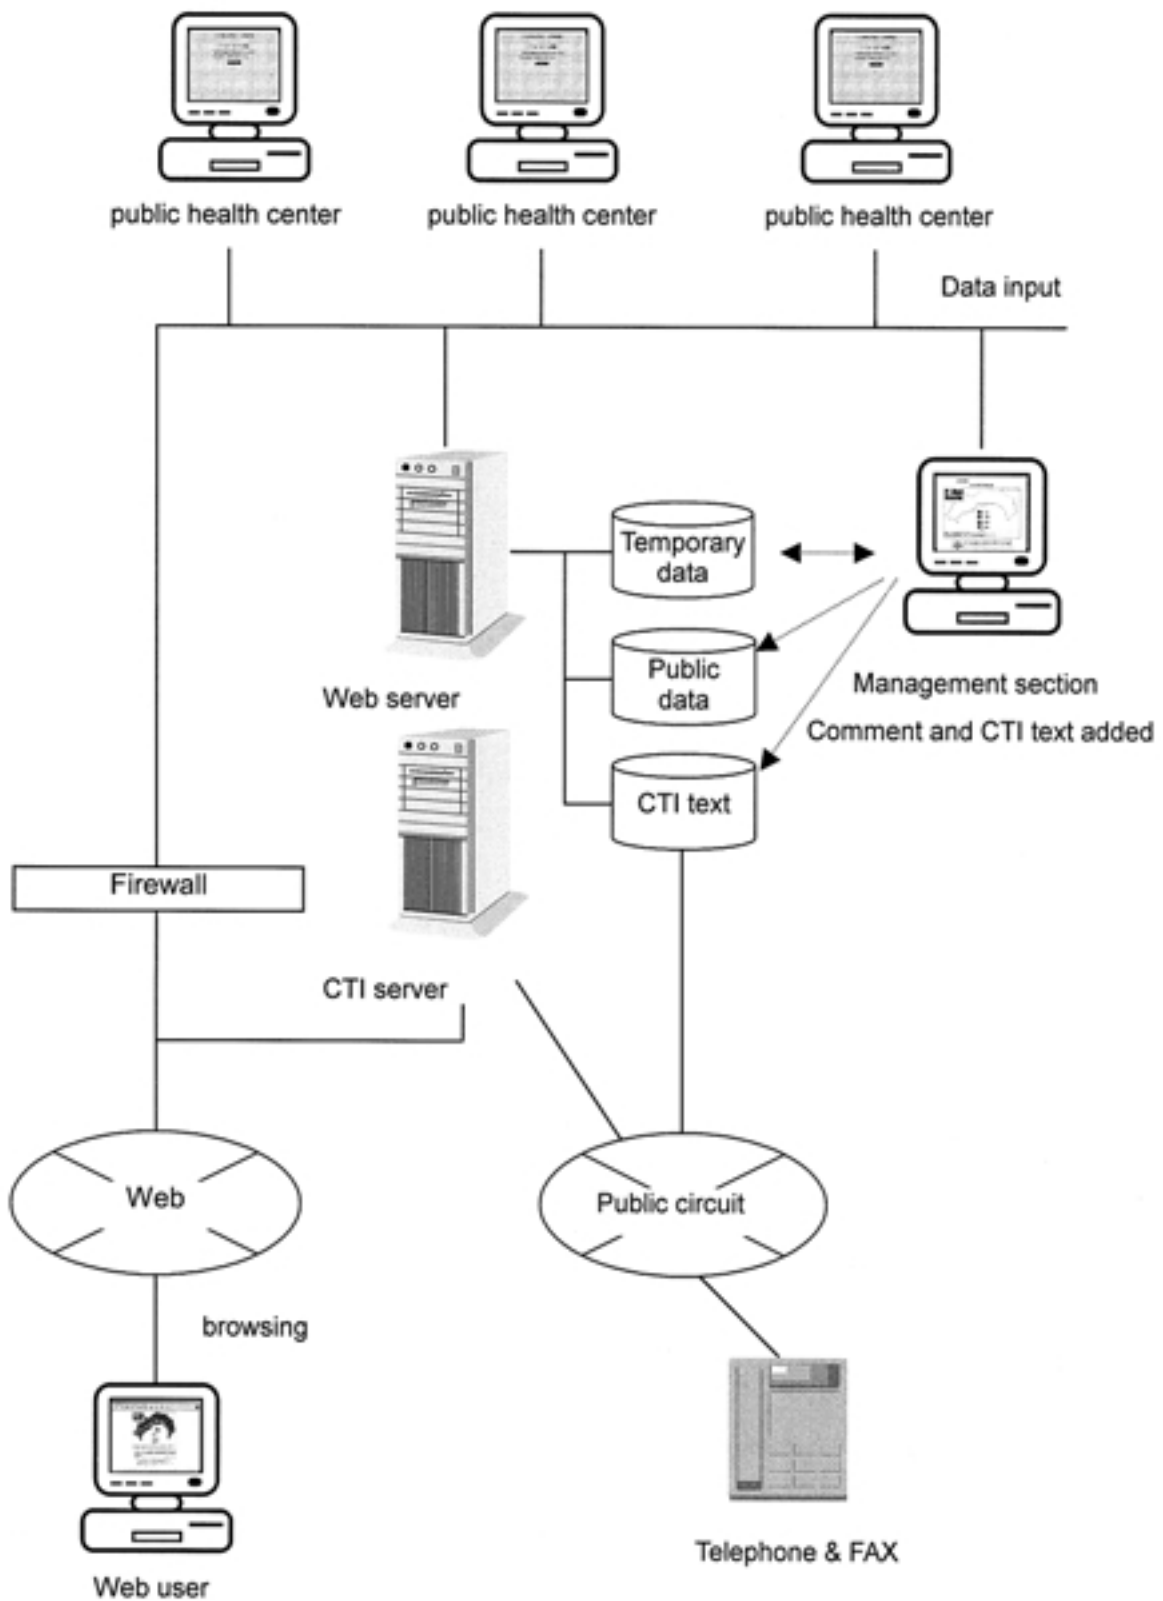 public health center
public health center
public health center
Data input
Temporary
data
Public
data
Web server
Management section
Comment and CTI text added
CTI text
Firewall
CTI server
Web
Public circuit
browsing
Telephone & FAX
Web user